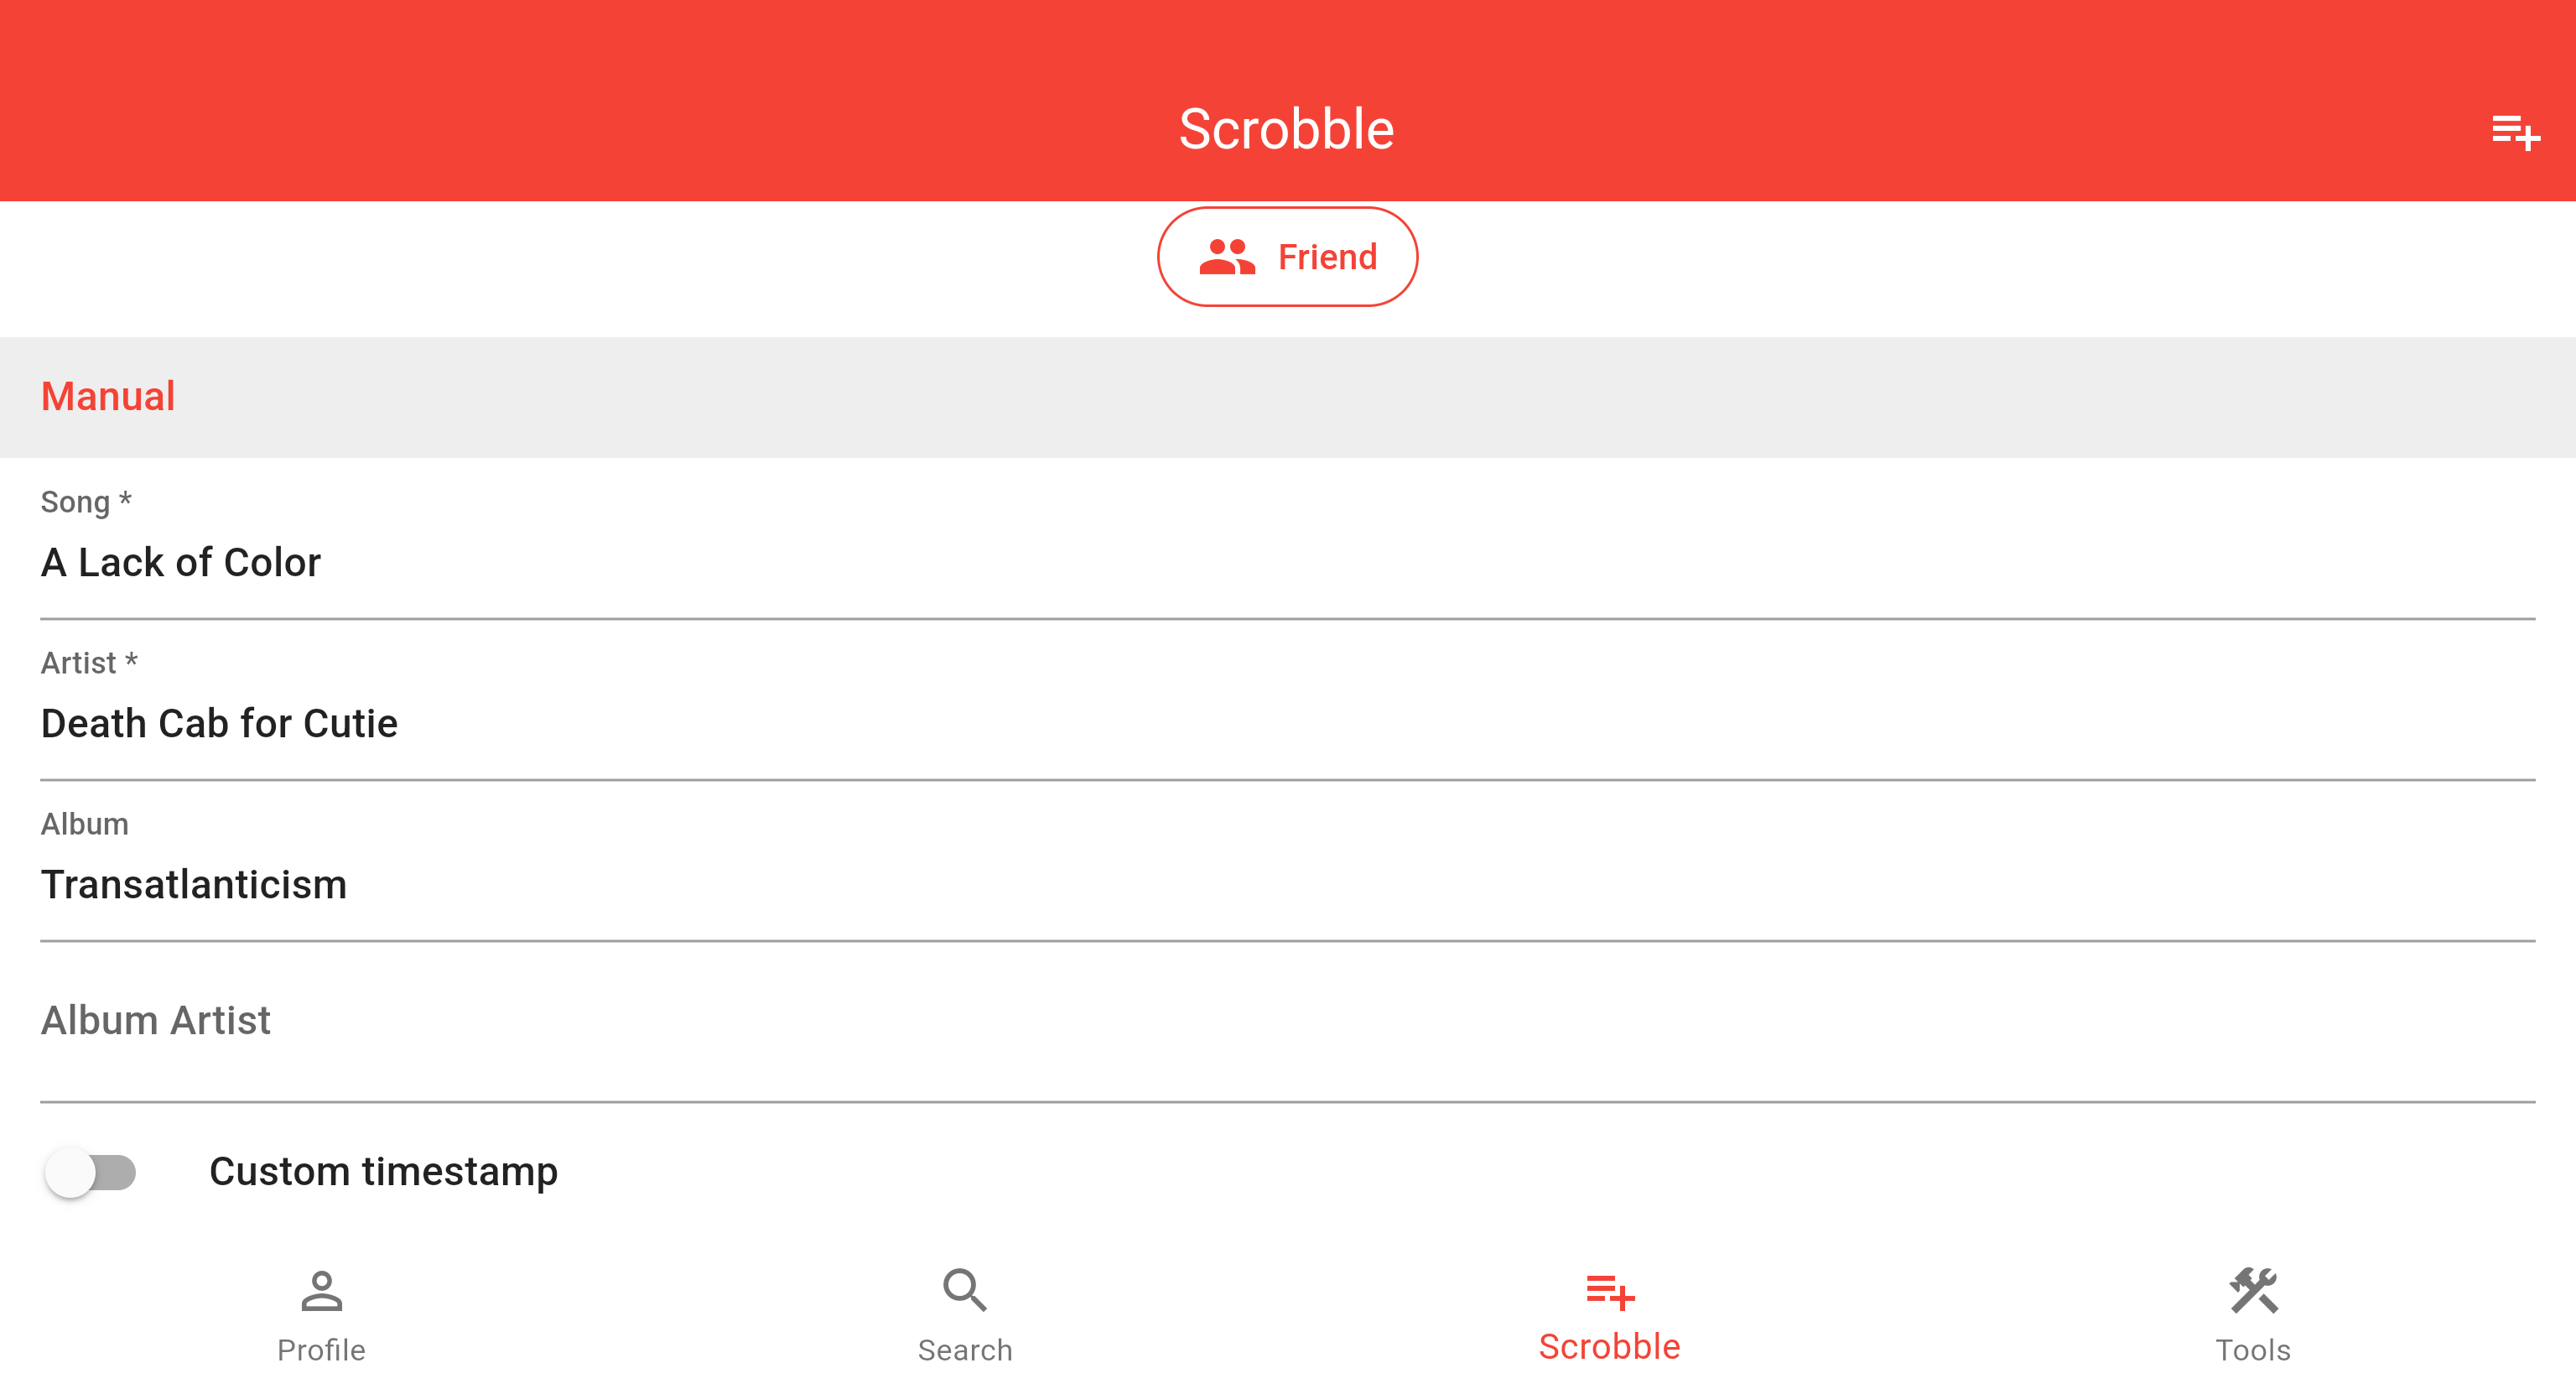 Scrobble
Friend
Manual
Song *
A Lack of Color
Artist *
Death Cab for Cutie
Album
Transatlanticism
Album Artist
Custom timestamp
Profile
Search
Scrobble
Tools